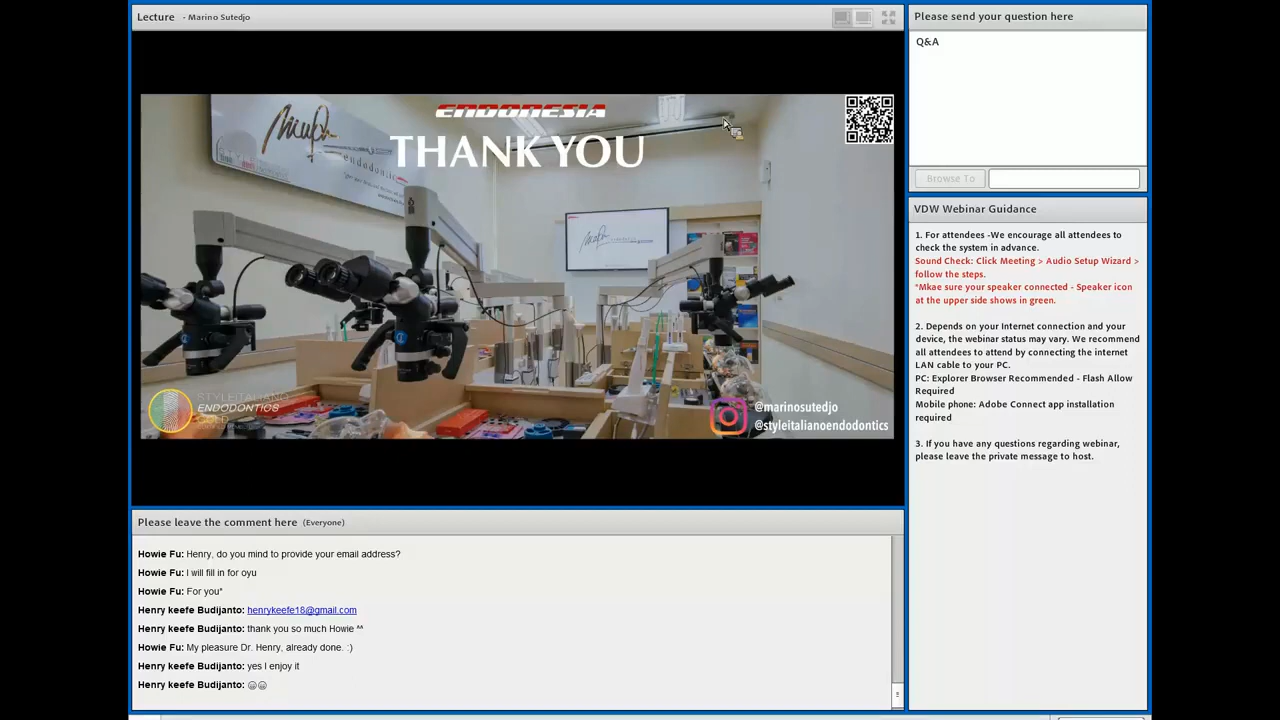 Lecture - Marino Sutedjo
ENDONESIA
THANK YOU
STYLEITALIANO
ENDODONTICS
@marinosutedjo
@styleitalianoendodontics
Please leave the comment here (Everyone)
Howie Fu: Henry, do you mind to provide your email address?
Howie Fu: I will fill in for oyu
Howie Fu: For you*
Henry keefe Budijanto: henrykeefe18@gmail.com
Henry keefe Budijanto: thank you so much Howie ^^
Howie Fu: My pleasure Dr. Henry, already done. :)
Henry keefe Budijanto: yes I enjoy it
Henry keefe Budijanto: 😄😄
Please send your question here
Q&A
Browse To
VDW Webinar Guidance
1. For attendees -We encourage all attendees to
check the system in advance.
Sound Check: Click Meeting > Audio Setup Wizard >
follow the steps.
*Mkae sure your speaker connected - Speaker icon
at the upper side shows in green.
2. Depends on your Internet connection and your
device, the webinar status may vary. We recommend
all attendees to attend by connecting the internet
LAN cable to your PC.
PC: Explorer Browser Recommended - Flash Allow
Required
Mobile phone: Adobe Connect app installation
required
3. If you have any questions regarding webinar,
please leave the private message to host.